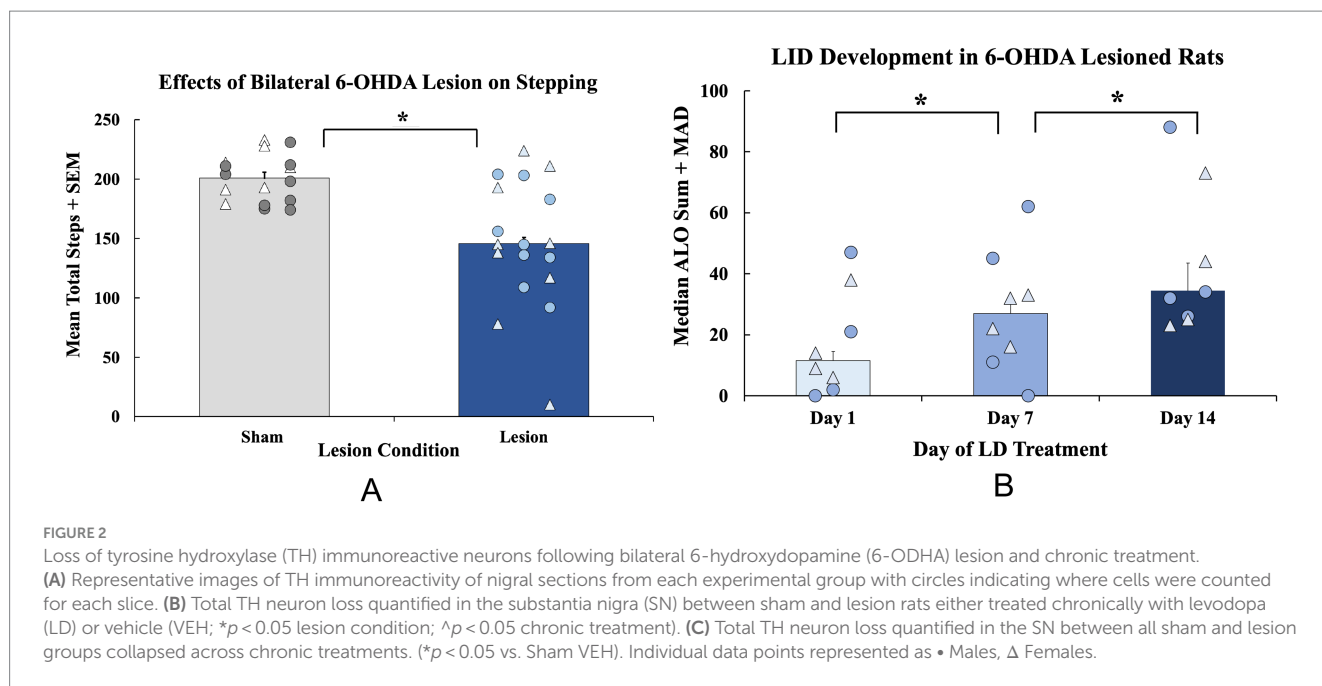 Effects of Bilateral 6-OHDA Lesion on Stepping
*
250
200
150
100
50
0
Mean Total Steps + SEM
Sham
Lesion
Lesion Condition
A
LID Development in 6-OHDA Lesioned Rats
*
*
100
80
60
40
20
0
Median ALO Sum + MAD
Day 1
Day 7
Day 14
Day of LD Treatment
B
FIGURE 2
Loss of tyrosine hydroxylase (TH) immunoreactive neurons following bilateral 6-hydroxydopamine (6-ODHA) lesion and chronic treatment.
(A) Representative images of TH immunoreactivity of nigral sections from each experimental group with circles indicating where cells were counted
for each slice. (B) Total TH neuron loss quantified in the substantia nigra (SN) between sham and lesion rats either treated chronically with levodopa
(LD) or vehicle (VEH; *p < 0.05 lesion condition; ^p < 0.05 chronic treatment). (C) Total TH neuron loss quantified in the SN between all sham and lesion
groups collapsed across chronic treatments. (*p < 0.05 vs. Sham VEH). Individual data points represented as • Males, Δ Females.